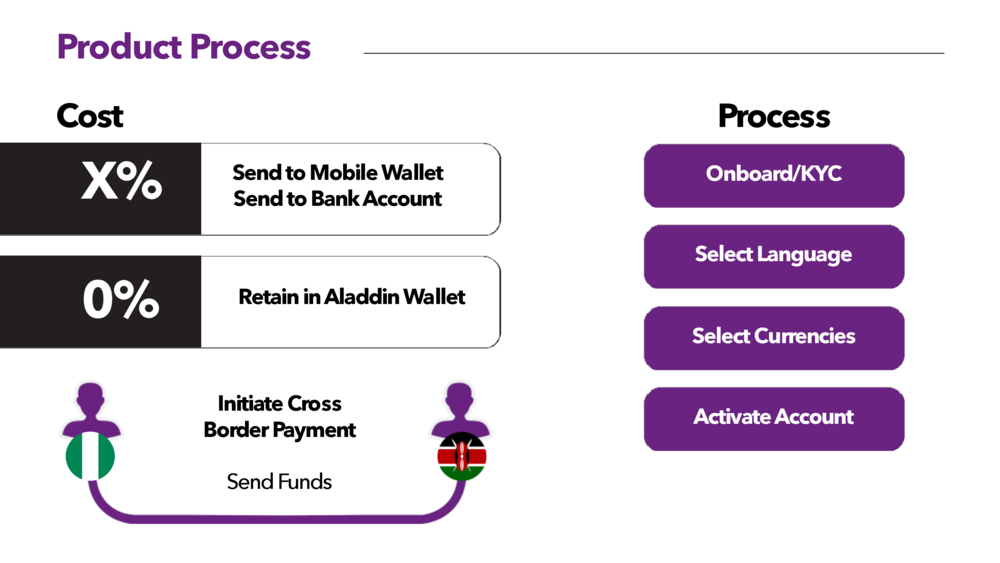 Product Process
Cost
X%
Send to Mobile Wallet
Send to Bank Account
0%
Retain in Aladdin Wallet
Initiate Cross
Border Payment
Send Funds
Process
Onboard/KYC
Select Language
Select Currencies
Activate Account